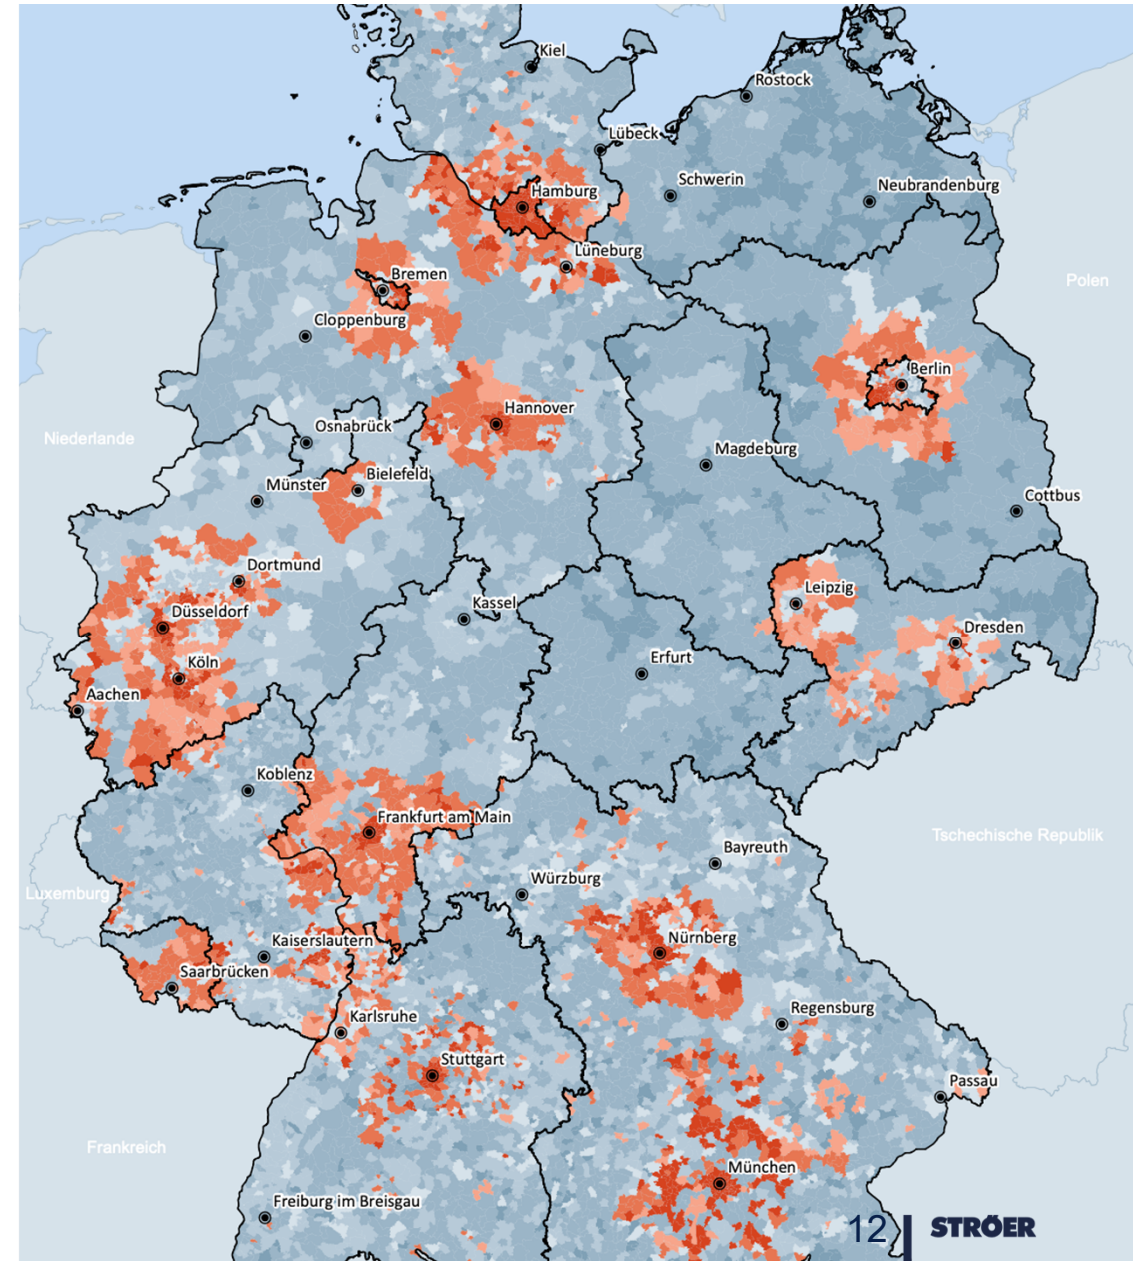 Kiel
Rostock
Lübeck
Schwerin
Neubrandenburg
Hamburg
Lüneburg
Bremen
Polen
Cloppenburg
Berlin
Hannover
Niederlande
Osnabrück
Magdeburg
Bielefeld
Münster
Cottbus
Dortmund
Leipzig
Düsseldorf
Kassel
Dresden
Köln
Erfurt
Aachen
Koblenz
Frankfurt am Main
Tschechische Republik
Bayreuth
Würzburg
Luxemburg
Nürnberg
Kaiserslautern
Saarbrücken
Regensburg
Karlsruhe
Stuttgart
Passau
Frankreich
München
Freiburg im Breisgau
12 STRÖER